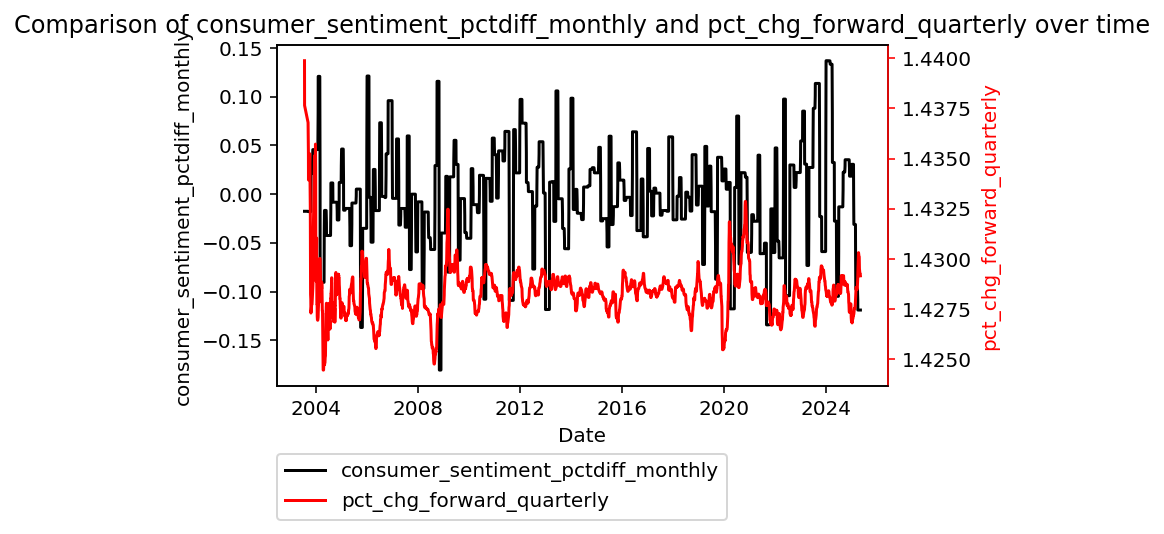 Comparison of consumer_sentiment_pctdiff_monthly and pct_chg_forward_quarterly over time
consumer_sentiment_pctdiff_monthly
0.15
0.10
0.05
0.00
−0.05
−0.10
−0.15
1.4400
1.4375
1.4350
1.4325
1.4300
1.4275
1.4250
pct_chg_forward_quarterly
2004 2008 2012 2016 2020 2024
Date
consumer_sentiment_pctdiff_monthly
pct_chg_forward_quarterly